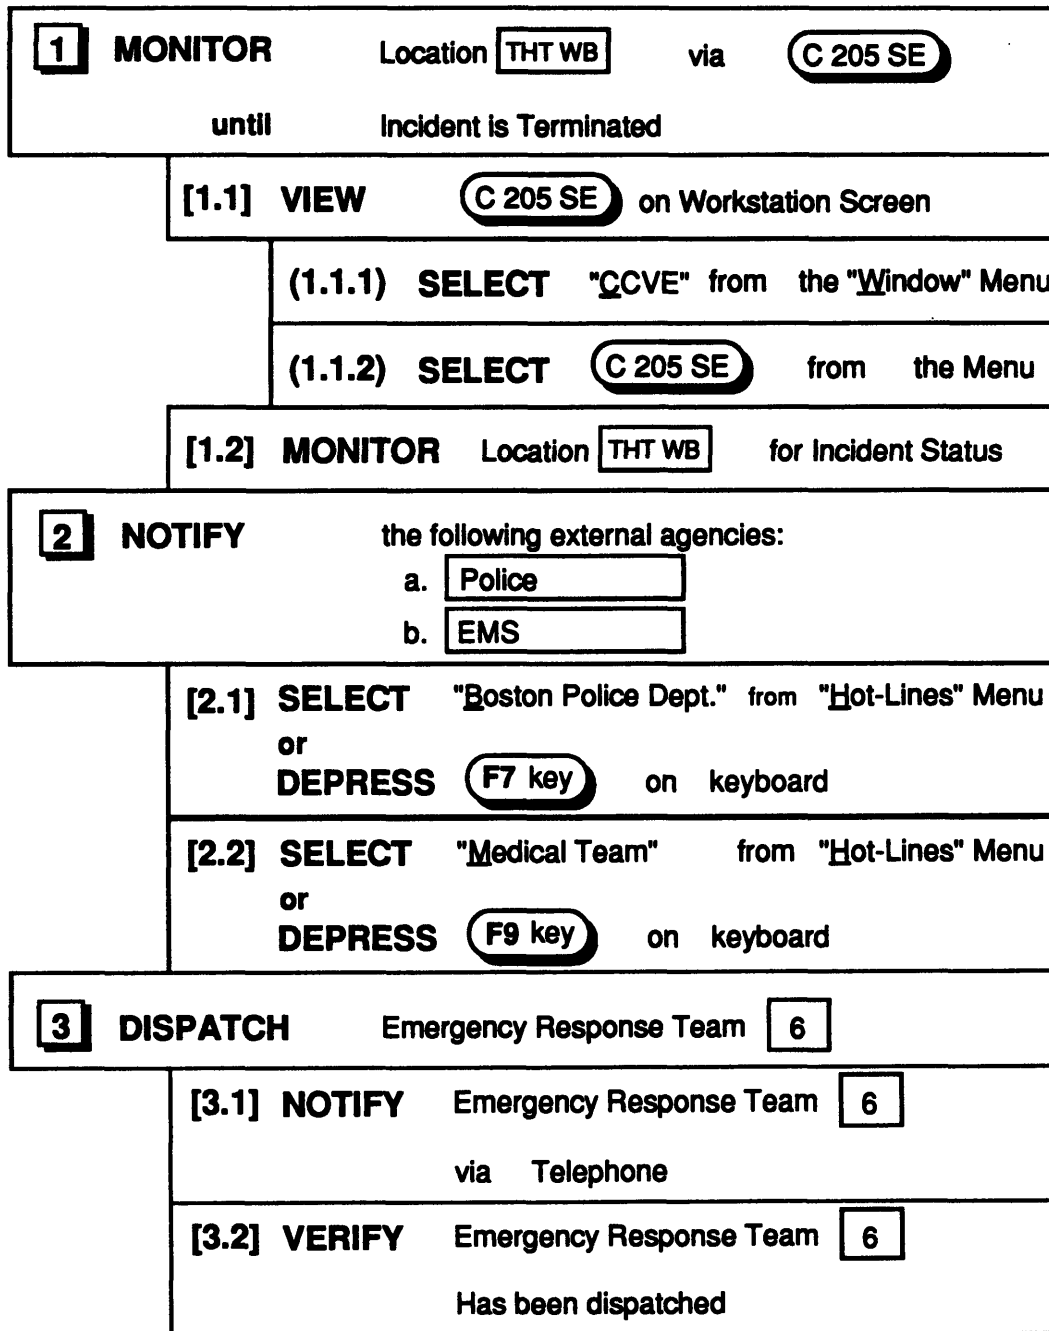 1 MONITOR Location THT WB via C 205 SE
until Incident is Terminated
[1.1] VIEW C 205 SE on Workstation Screen
(1.1.1) SELECT "CCVE" from the "Window" Menu
(1.1.2) SELECT C 205 SE from the Menu
[1.2] MONITOR Location THT WB for Incident Status
2 NOTIFY the following external agencies:
a. Police
b. EMS
[2.1] SELECT "Boston Police Dept." from "Hot-Lines" Menu
or
DEPRESS F7 key on keyboard
[2.2] SELECT "Medical Team" from "Hot-Lines" Menu
or
DEPRESS F9 key on keyboard
3 DISPATCH Emergency Response Team 6
[3.1] NOTIFY Emergency Response Team 6
via Telephone
[3.2] VERIFY Emergency Response Team 6
Has been dispatched